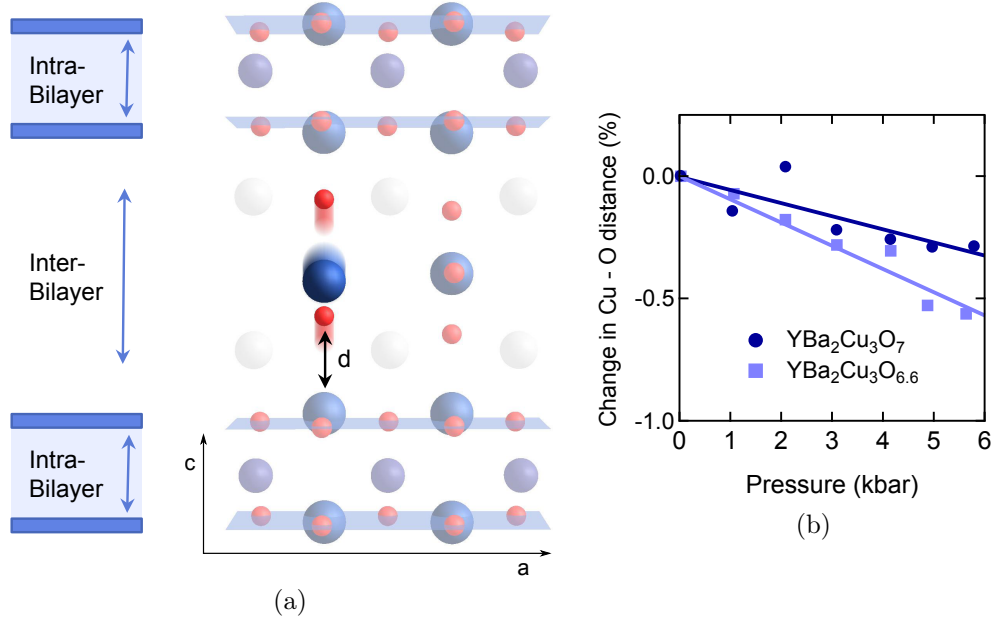 Intra-
Bilayer
Inter-
Bilayer
Intra-
Bilayer
d
c
a
(a)
Change in Cu - O distance (%)
0.0
-0.5
-1.0
YBa₂Cu₃O₇
YBa₂Cu₃O₆.₆
0 1 2 3 4 5 6
Pressure (kbar)
(b)